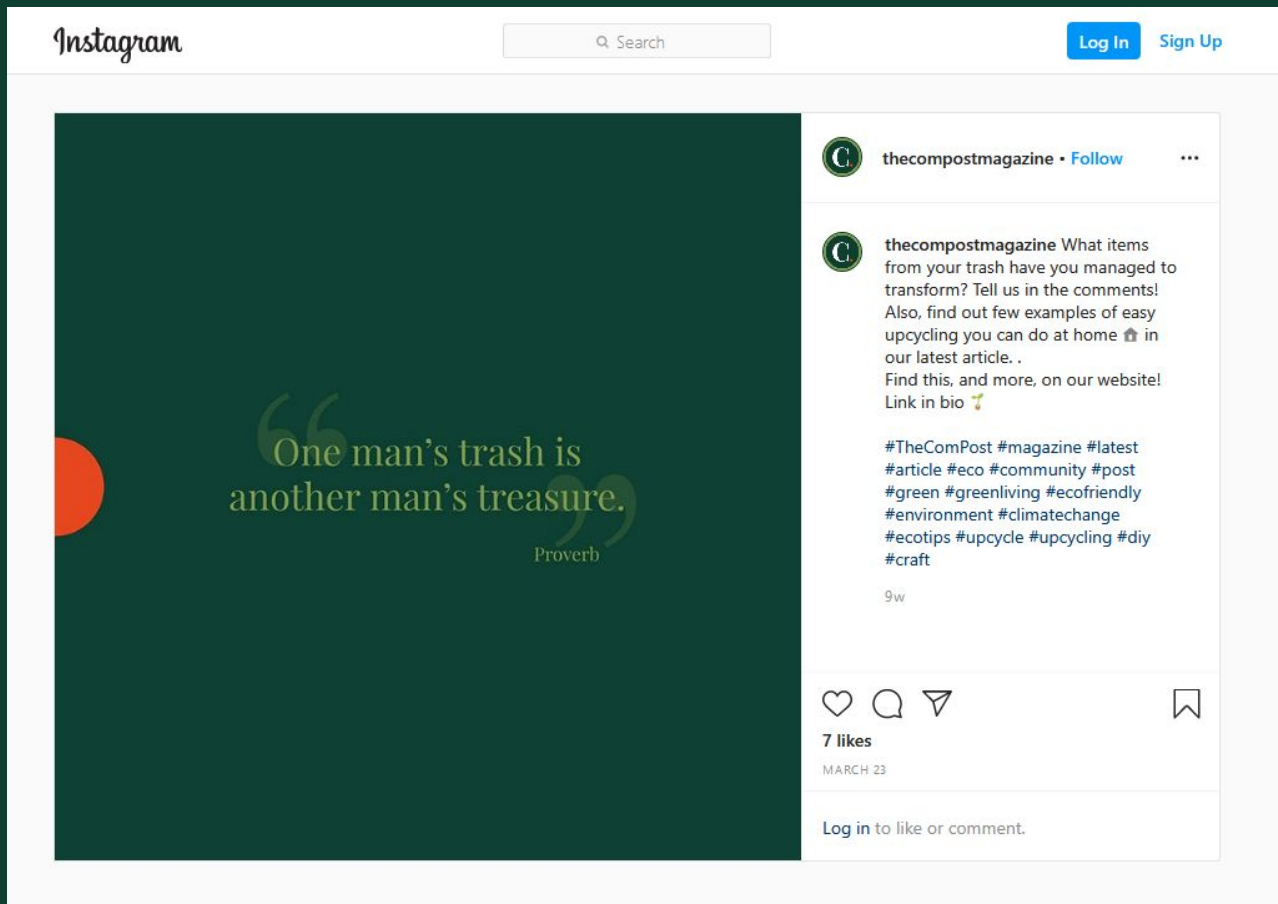 Instagram
Search
Log In
Sign Up
“One man’s trash is
another man’s treasure.”
Proverb
C.
thecompostmagazine • Follow
C.
thecompostmagazine What items
from your trash have you managed to
transform? Tell us in the comments!
Also, find out few examples of easy
upcycling you can do at home 🏠 in
our latest article. .
Find this, and more, on our website!
Link in bio 🌱
#TheComPost #magazine #latest
#article #eco #community #post
#green #greenliving #ecofriendly
#environment #climatechange
#ecotips #upcycle #upcycling #diy
#craft
9w
7 likes
MARCH 23
Log in to like or comment.